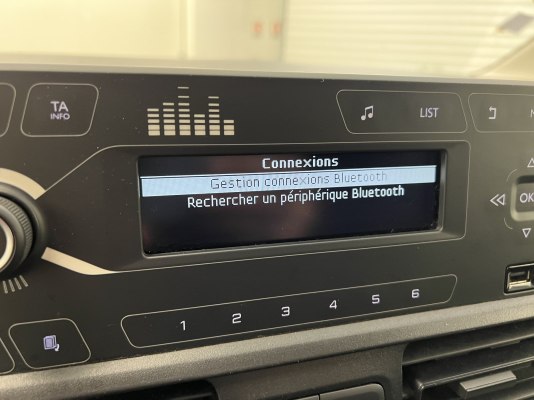 TA
INFO
LIST
Connexions
Gestion connexions Bluetooth
Rechercher un périphérique Bluetooth
OK
1 2 3 4 5 6